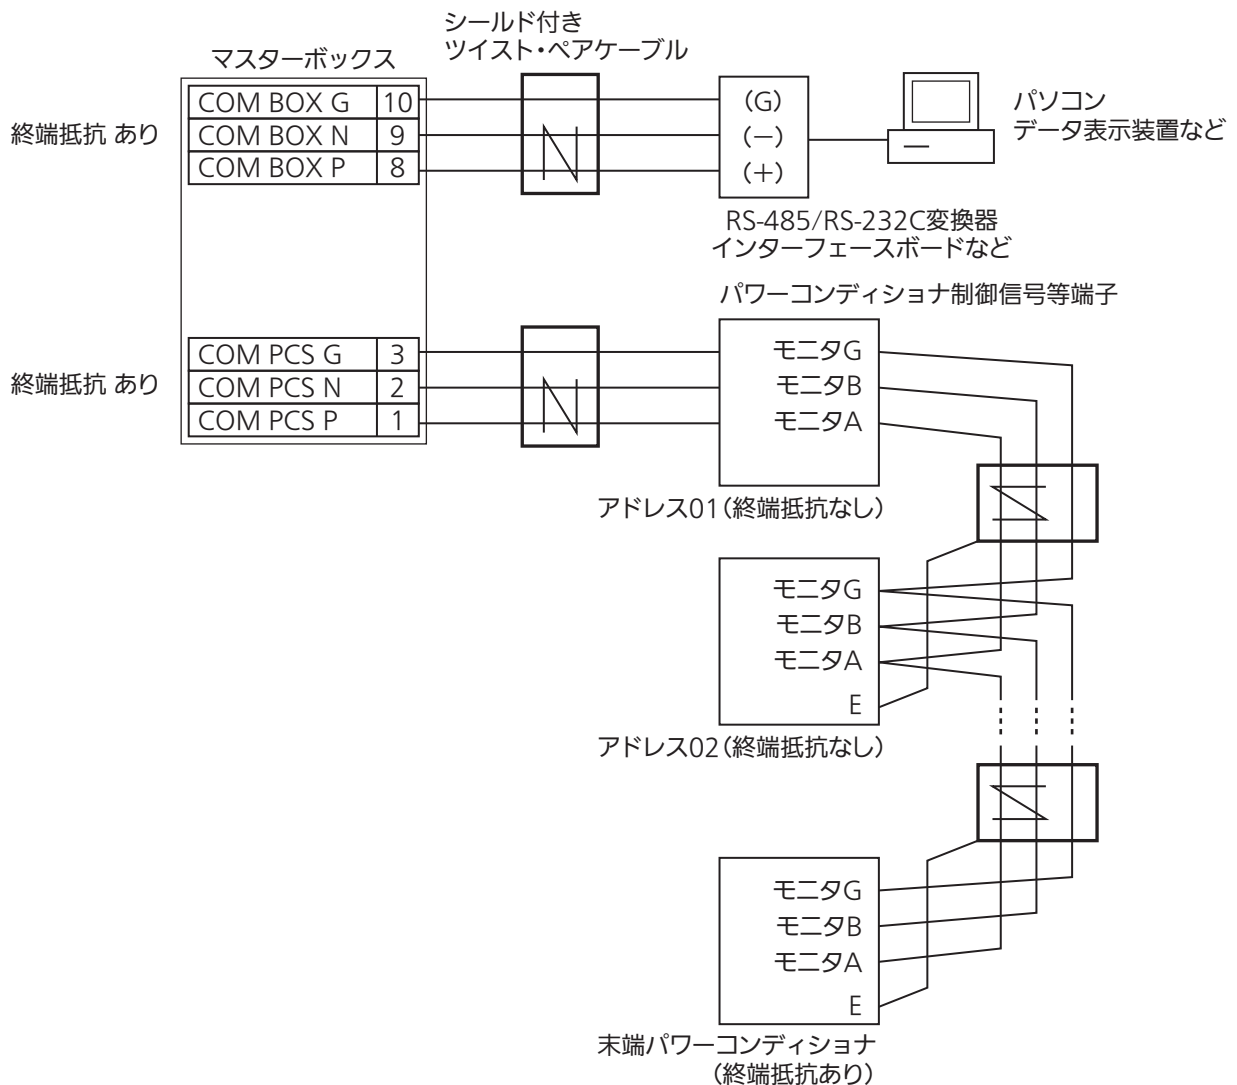 シールド付き
ツイスト・ペアケーブル
マスターボックス
終端抵抗 あり
COM BOX G 10
COM BOX N 9
COM BOX P 8
(G)
(−)
(+)
パソコン
データ表示装置など
RS-485/RS-232C変換器
インターフェースボードなど
パワーコンディショナ制御信号等端子
終端抵抗 あり
COM PCS G 3
COM PCS N 2
COM PCS P 1
モニタG
モニタB
モニタA
アドレス01(終端抵抗なし)
モニタG
モニタB
モニタA
E
アドレス02(終端抵抗なし)
モニタG
モニタB
モニタA
E
末端パワーコンディショナ
(終端抵抗あり)